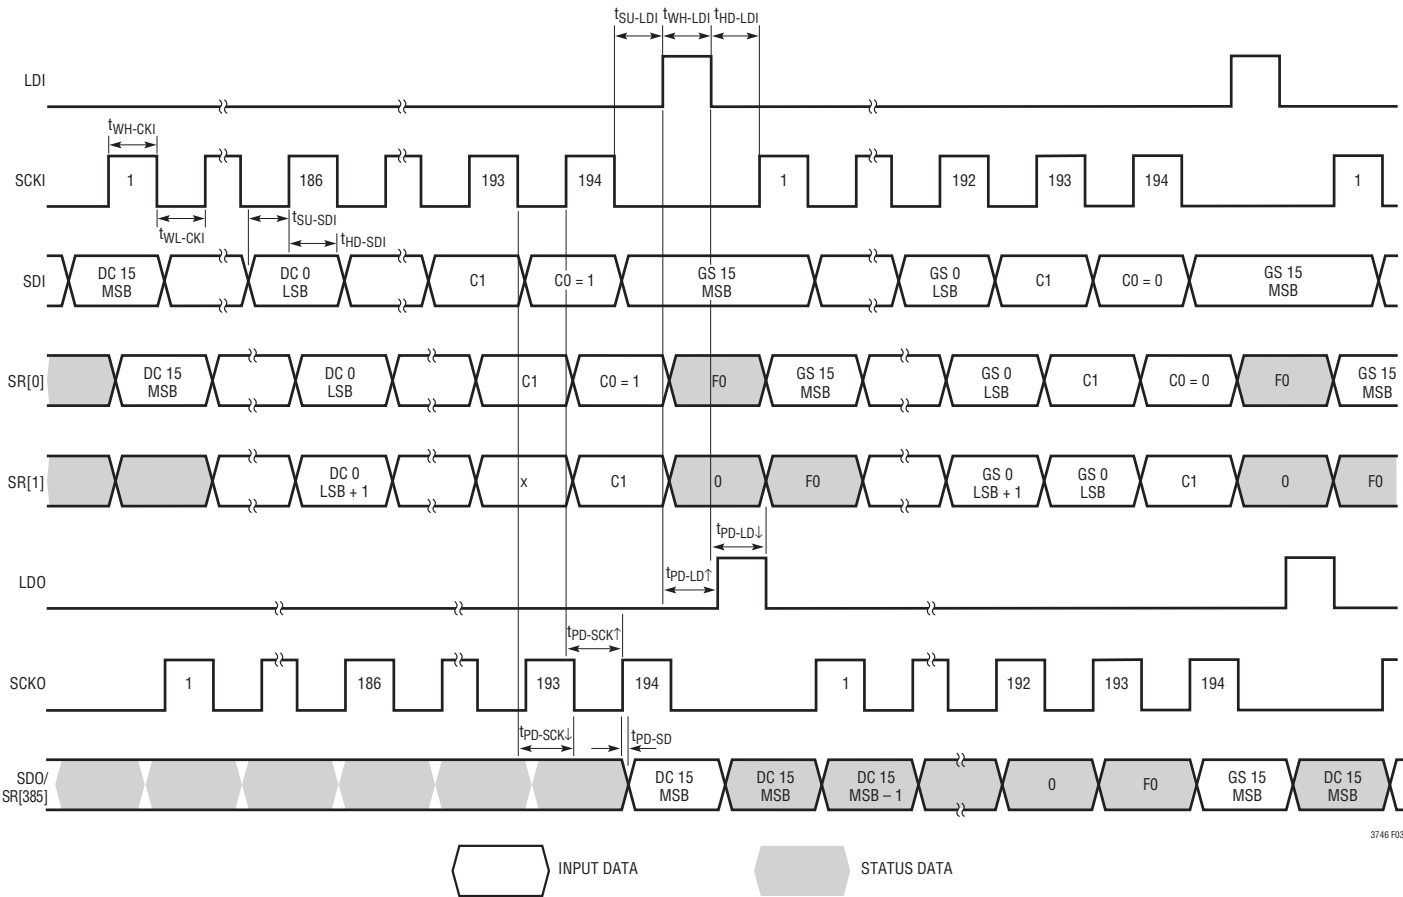 tSU-LDI tWH-LDI tHD-LDI
LDI
tWH-CKI
SCKI 1 186 193 194 1 192 193 194 1
tWL-CKI tSU-SDI tHD-SDI
SDI DC 15 MSB DC 0 LSB C1 C0 = 1 GS 15 MSB GS 0 LSB C1 C0 = 0 GS 15 MSB
SR[0] DC 15 MSB DC 0 LSB C1 C0 = 1 F0 GS 15 MSB GS 0 LSB C1 C0 = 0 F0 GS 15 MSB
SR[1] DC 0 LSB + 1 x C1 0 F0 GS 0 LSB + 1 GS 0 LSB C1 0 F0
tPD-LD↓
LDO tPD-LD↑
tPD-SCK↑
SCKO 1 186 193 194 1 192 193 194
tPD-SCK↓ tPD-SD
SDO/ SR[385] DC 15 MSB DC 15 MSB DC 15 MSB – 1 0 F0 GS 15 MSB DC 15 MSB
3746 F03
INPUT DATA STATUS DATA